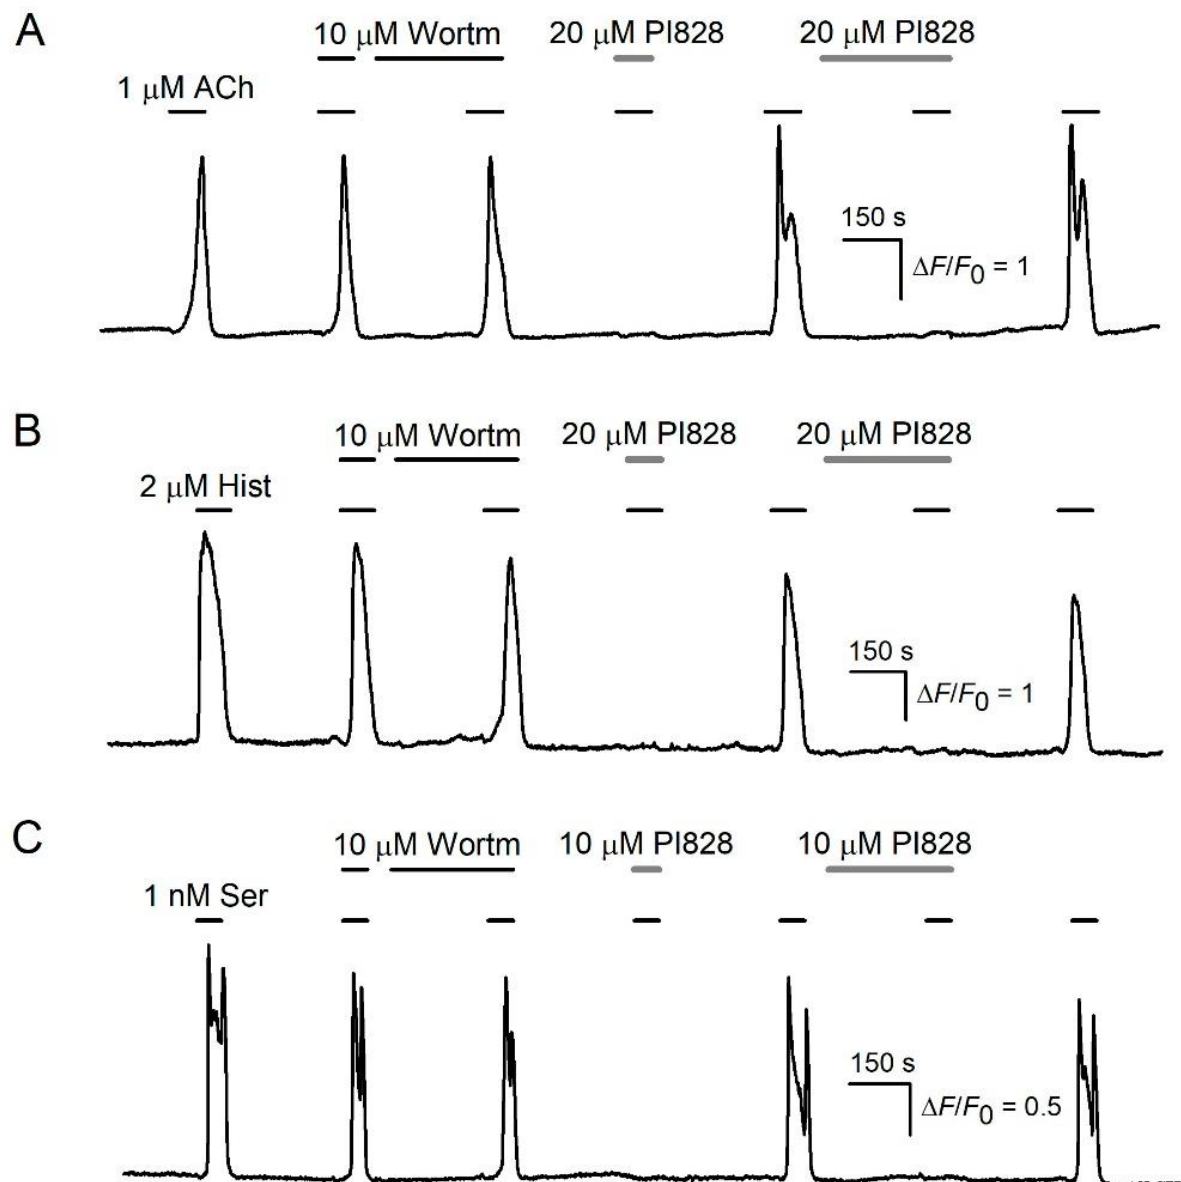 A
10 μM Wortm 20 μM PI828 20 μM PI828
1 μM ACh
150 s
ΔF/F0 = 1
B
10 μM Wortm 20 μM PI828 20 μM PI828
2 μM Hist
150 s
ΔF/F0 = 1
C
10 μM Wortm 10 μM PI828 10 μM PI828
1 nM Ser
150 s
ΔF/F0 = 0.5